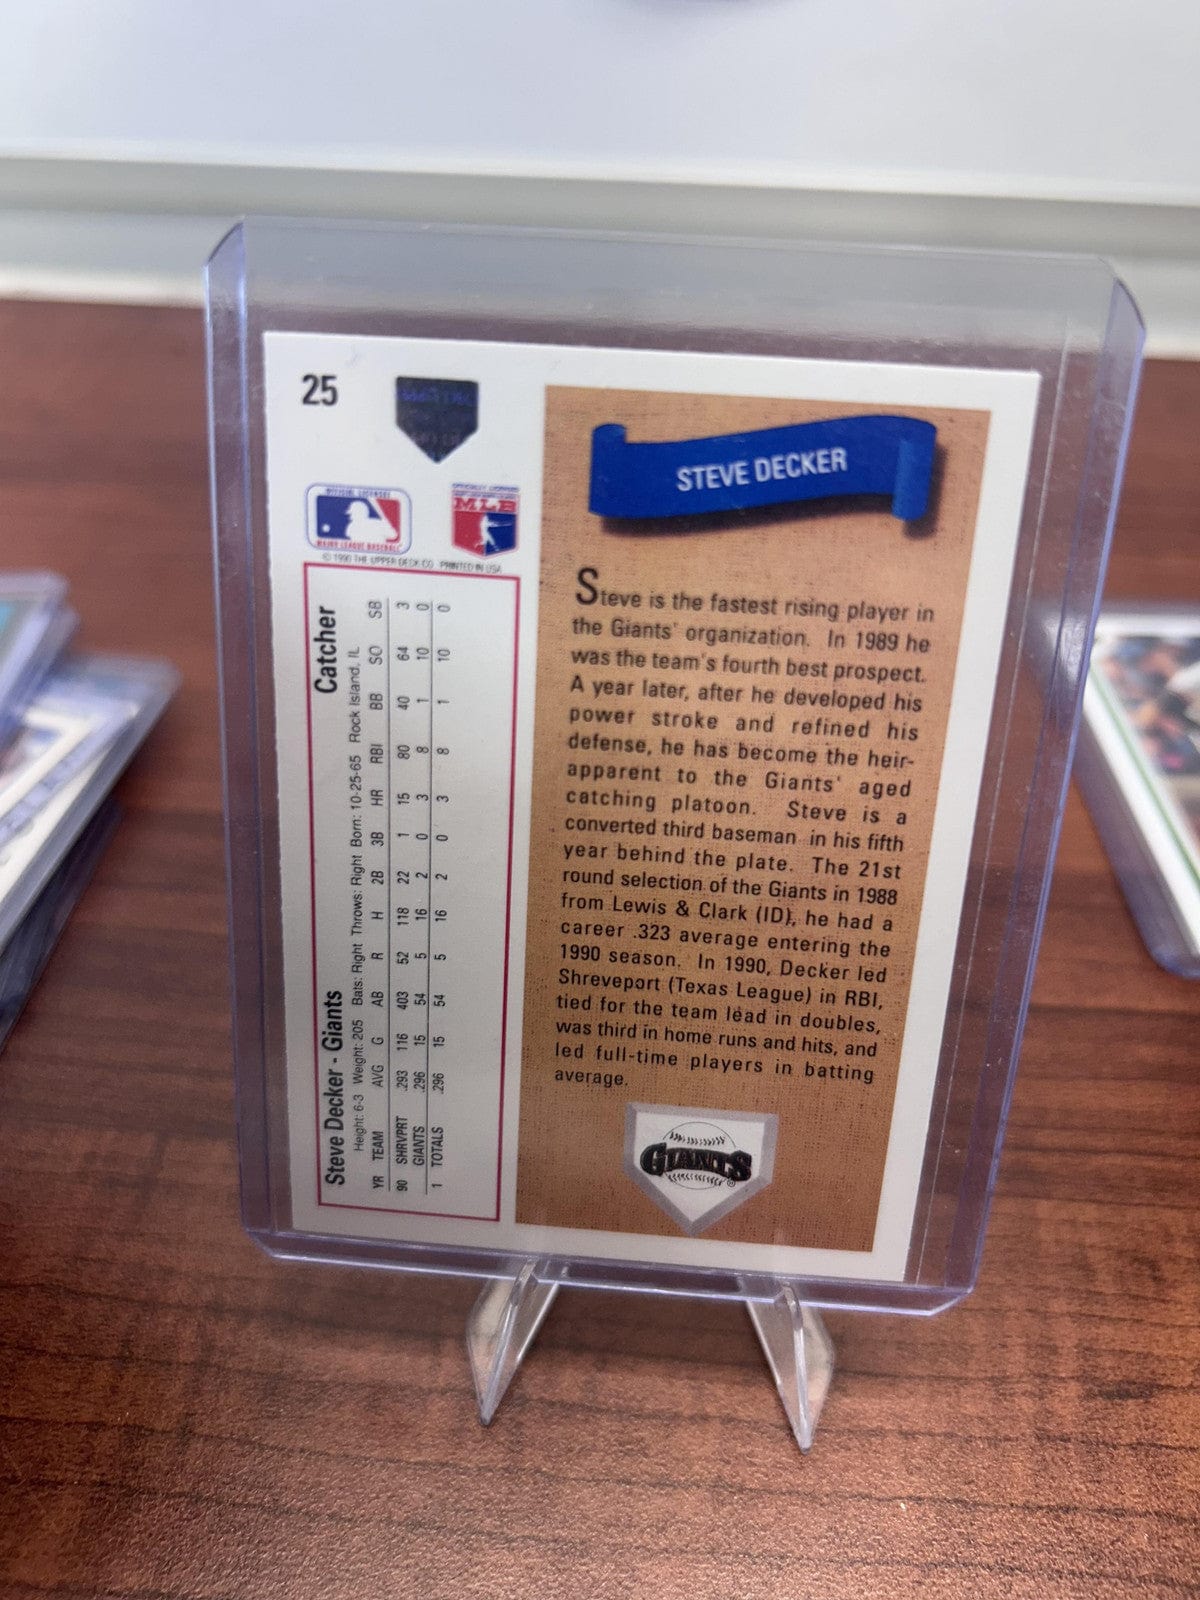 25
OFFICIAL LICENSEE
MAJOR LEAGUE BASEBALL
OFFICIALLY LICENSED
MLB
© 1990 THE UPPER DECK CO. PRINTED IN USA
Steve Decker - Giants Catcher
Height: 6-3 Weight: 205 Bats: Right Throws: Right Born: 10-25-65 Rock Island, IL
YR TEAM AVG G AB R H 2B 3B HR RBI BB SO SB
90 SHRVPRT .293 116 403 52 118 22 1 15 80 40 64 3
GIANTS .296 15 54 5 16 2 0 3 8 1 10 0
1 TOTALS .296 15 54 5 16 2 0 3 8 1 10 0
STEVE DECKER
Steve is the fastest rising player in
the Giants' organization. In 1989 he
was the team's fourth best prospect.
A year later, after he developed his
power stroke and refined his
defense, he has become the heir-
apparent to the Giants' aged
catching platoon. Steve is a
converted third baseman in his fifth
year behind the plate. The 21st
round selection of the Giants in 1988
from Lewis & Clark (ID), he had a
career .323 average entering the
1990 season. In 1990, Decker led
Shreveport (Texas League) in RBI,
tied for the team lead in doubles,
was third in home runs and hits, and
led full-time players in batting
average.
GIANTS
®